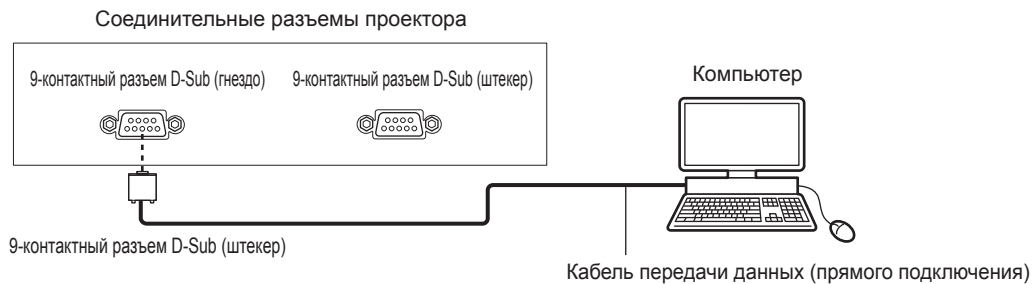 Соединительные разъемы проектора
9-контактный разъем D-Sub (гнездо)
9-контактный разъем D-Sub (штекер)
Компьютер
9-контактный разъем D-Sub (штекер)
Кабель передачи данных (прямого подключения)